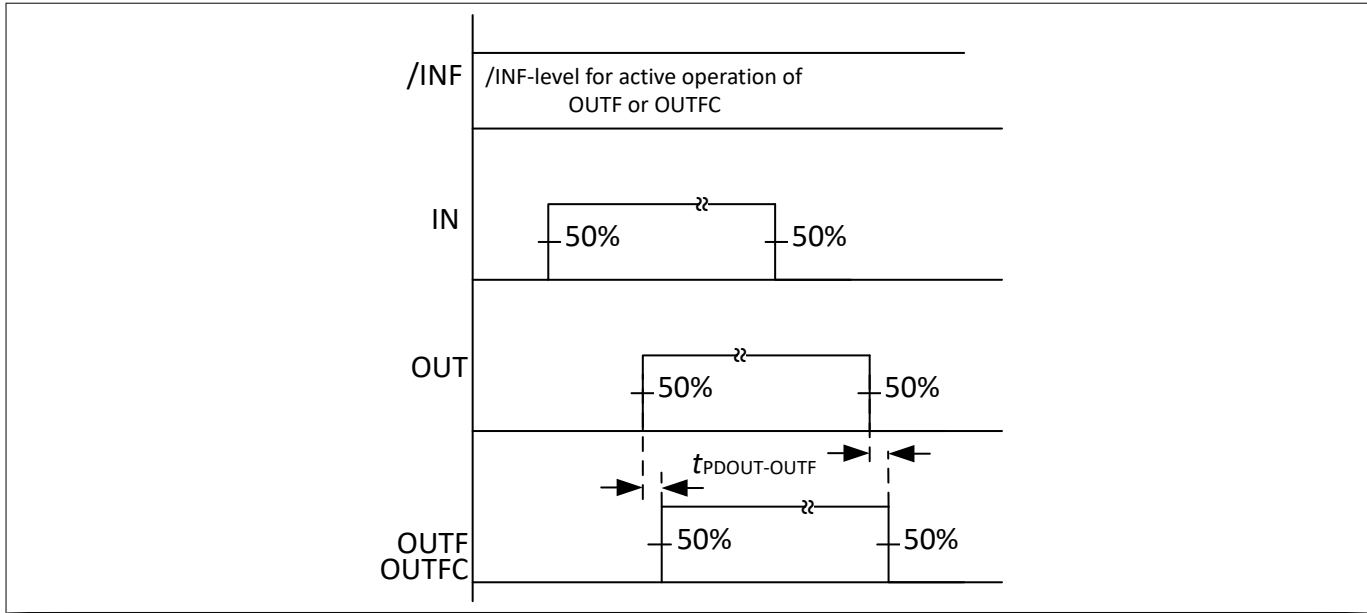 /INF
/INF-level for active operation of
OUTF or OUTFC
IN
50%
50%
OUT
50%
50%
tPDOUT-OUTF
OUTF
OUTFC
50%
50%